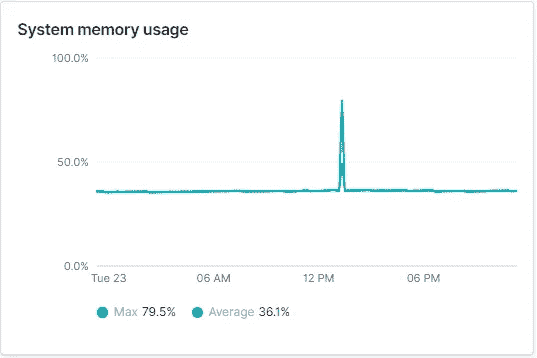 System memory usage
100.0%
50.0%
0.0%
Tue 23 06 AM 12 PM 06 PM
Max 79.5% Average 36.1%